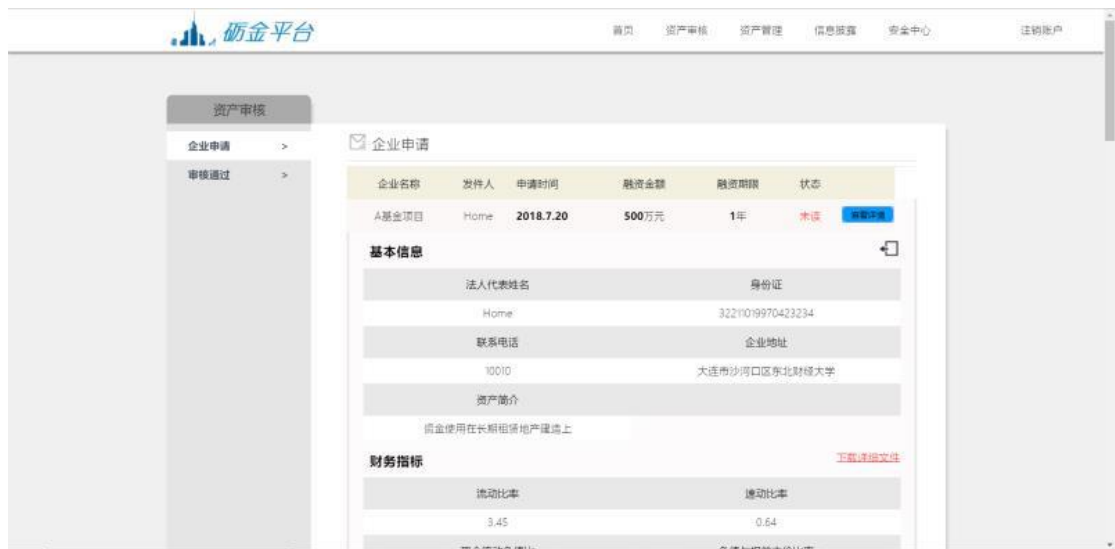 砺金平台
首页 资产审核 资产管理 信息披露 安全中心 注销账户
资产审核
企业申请 >
审核通过 >
企业申请
企业名称 发件人 申请时间 融资金额 融资期限 状态
A基金项目 Home 2018.7.20 500万元 1年 未读 查看详情
基本信息
法人代表姓名 身份证
Home 32211019970423234
联系电话 企业地址
10010 大连市沙河口区东北财经大学
资产简介
资金使用在长期租赁地产建造上
财务指标 下载详细文件
流动比率 速动比率
3.45 0.64